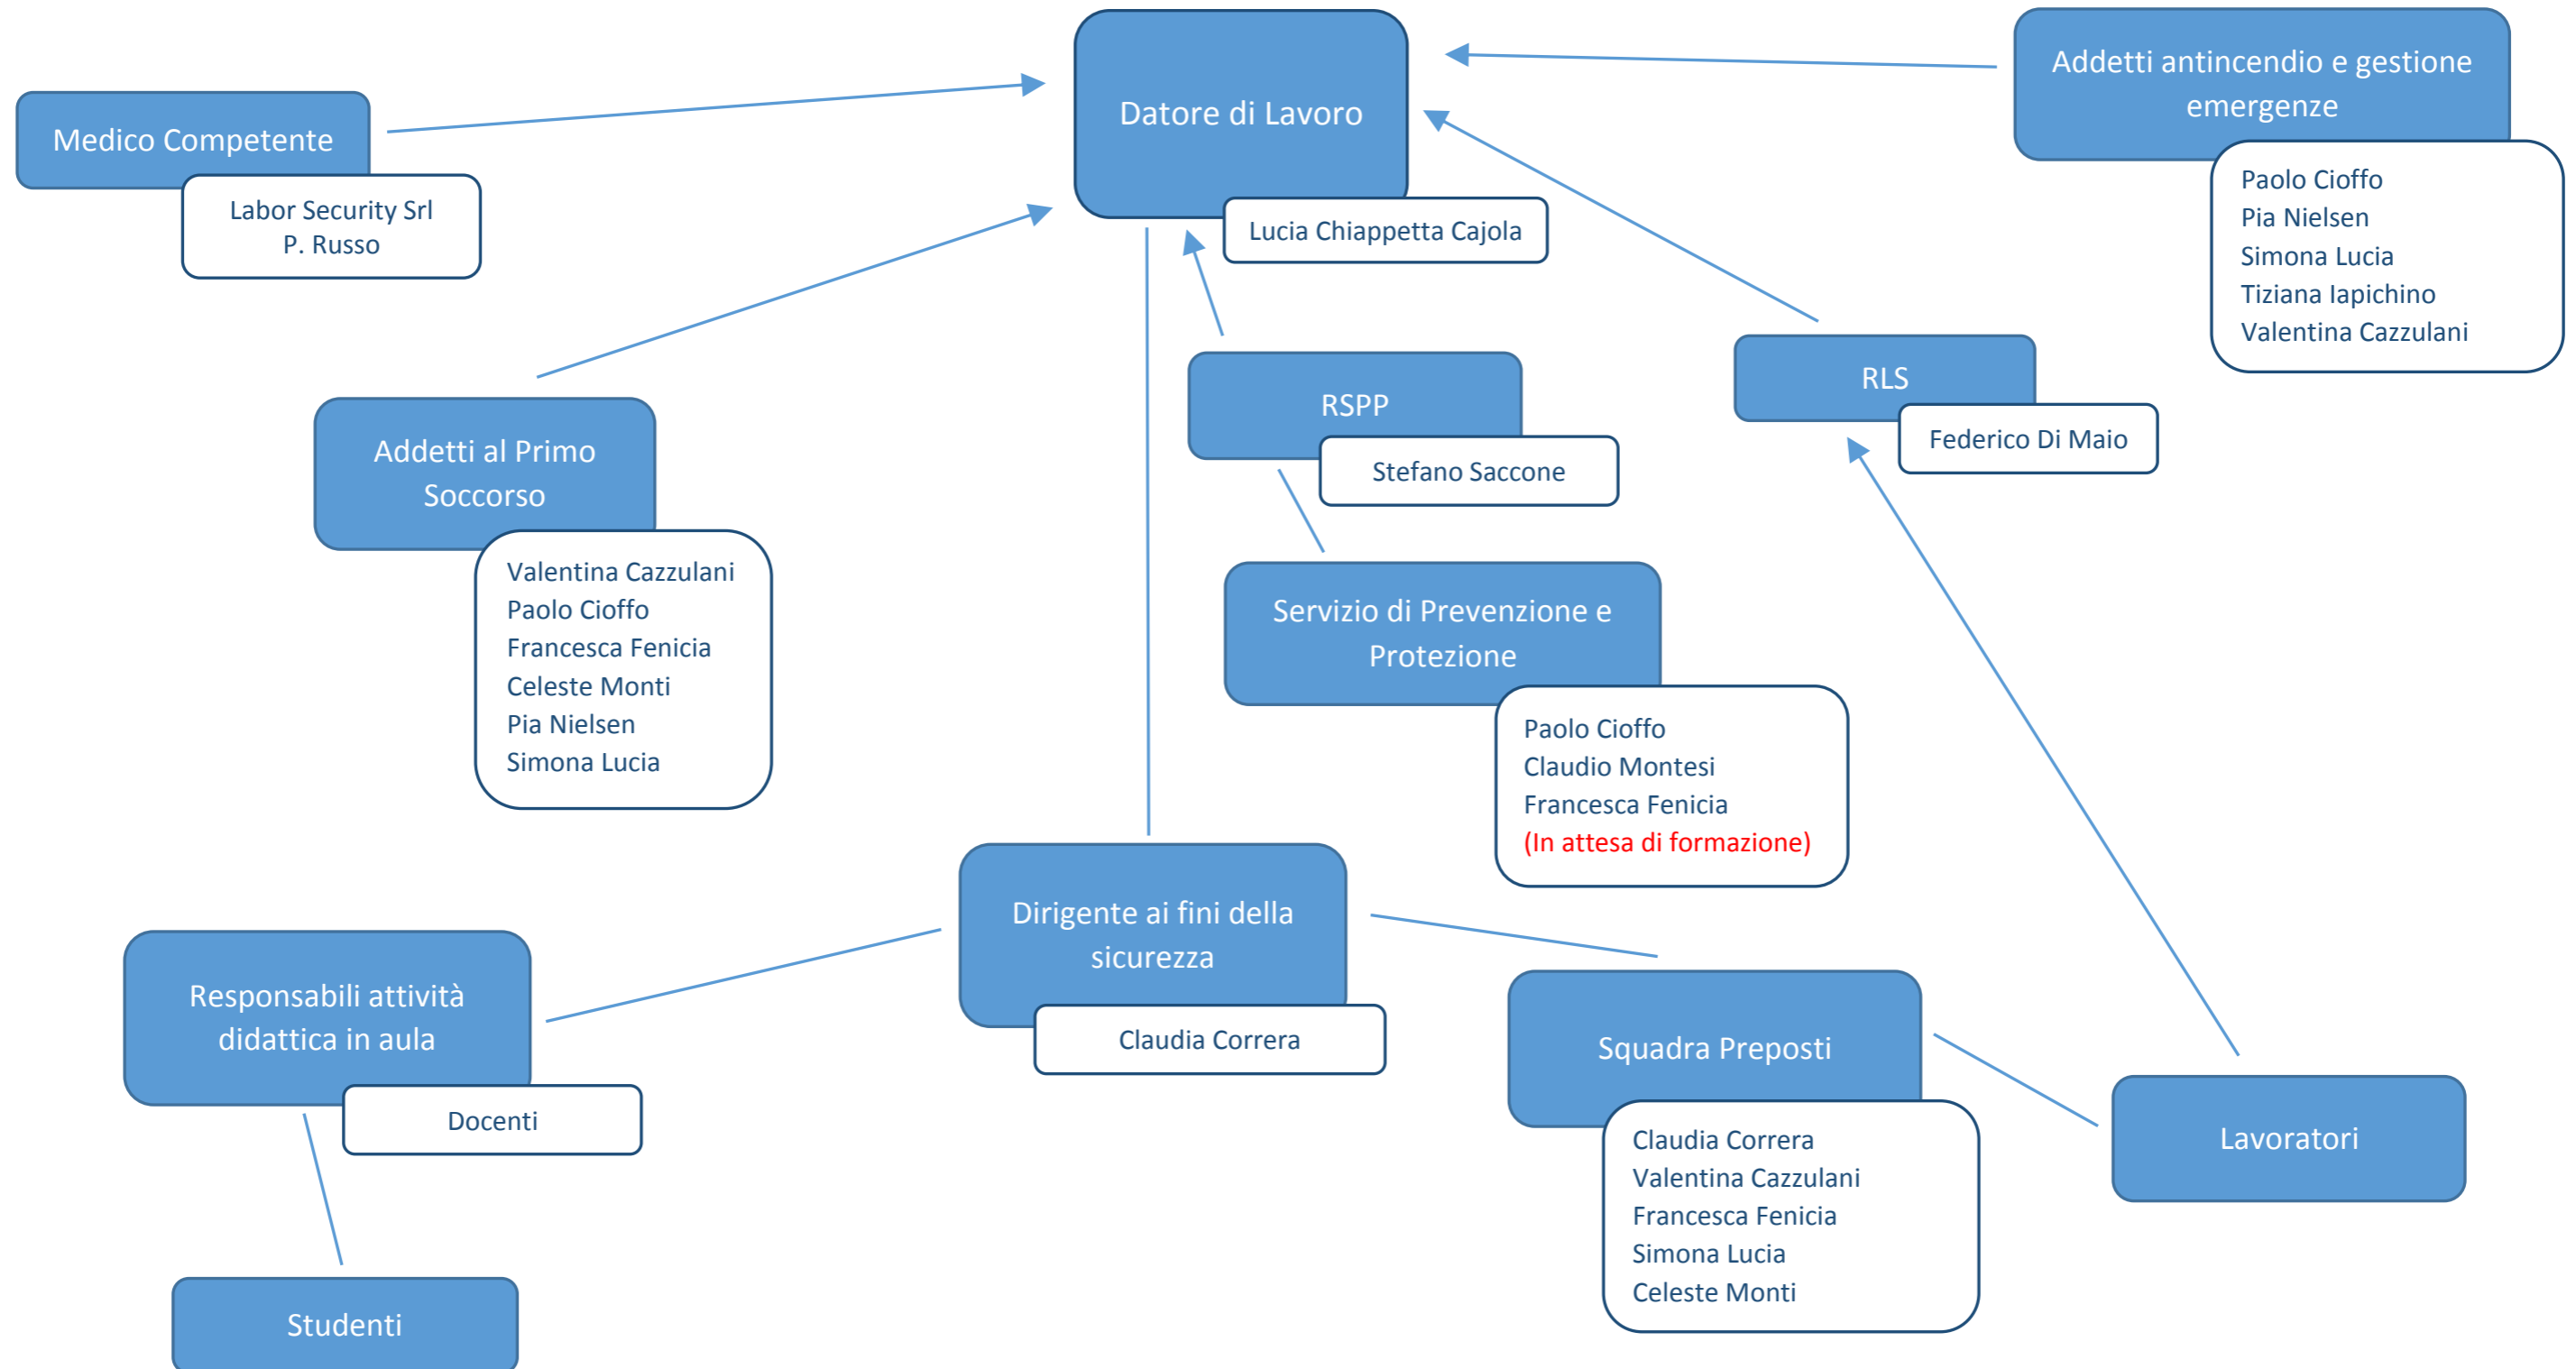 Datore di Lavoro
Lucia Chiappetta Cajola
Addetti antincendio e gestione
emergenze
Paolo Cioffo
Pia Nielsen
Simona Lucia
Tiziana Iapichino
Valentina Cazzulani
Medico Competente
Labor Security Srl
P. Russo
RSPP
Stefano Saccone
RLS
Federico Di Maio
Addetti al Primo
Soccorso
Valentina Cazzulani
Paolo Cioffo
Francesca Fenicia
Celeste Monti
Pia Nielsen
Simona Lucia
Servizio di Prevenzione e
Protezione
Paolo Cioffo
Claudio Montesi
Francesca Fenicia
(In attesa di formazione)
Dirigente ai fini della
sicurezza
Claudia Correra
Responsabili attività
didattica in aula
Docenti
Squadra Preposti
Claudia Correra
Valentina Cazzulani
Francesca Fenicia
Simona Lucia
Celeste Monti
Lavoratori
Studenti